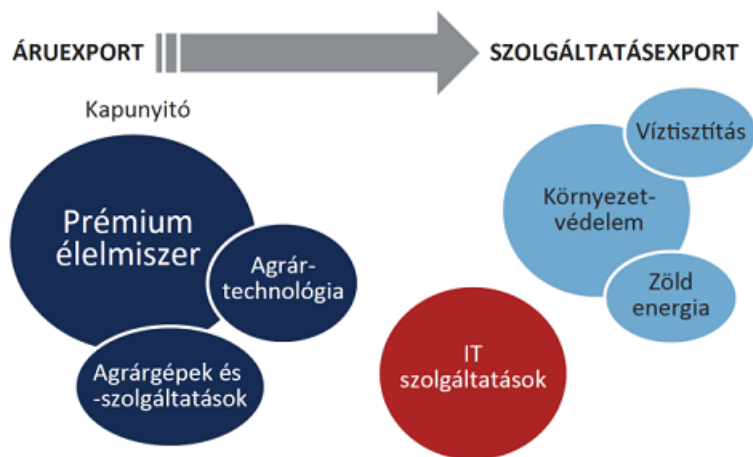 ÁRUEXPORT
SZOLGÁLTATÁSEXPORT
Kapunyitó
Prémium
élelmiszer
Agrár-
technológia
Agrárgépek és
-szolgáltatások
IT
szolgáltatások
Víztisztítás
Környezet-
védelem
Zöld
energia